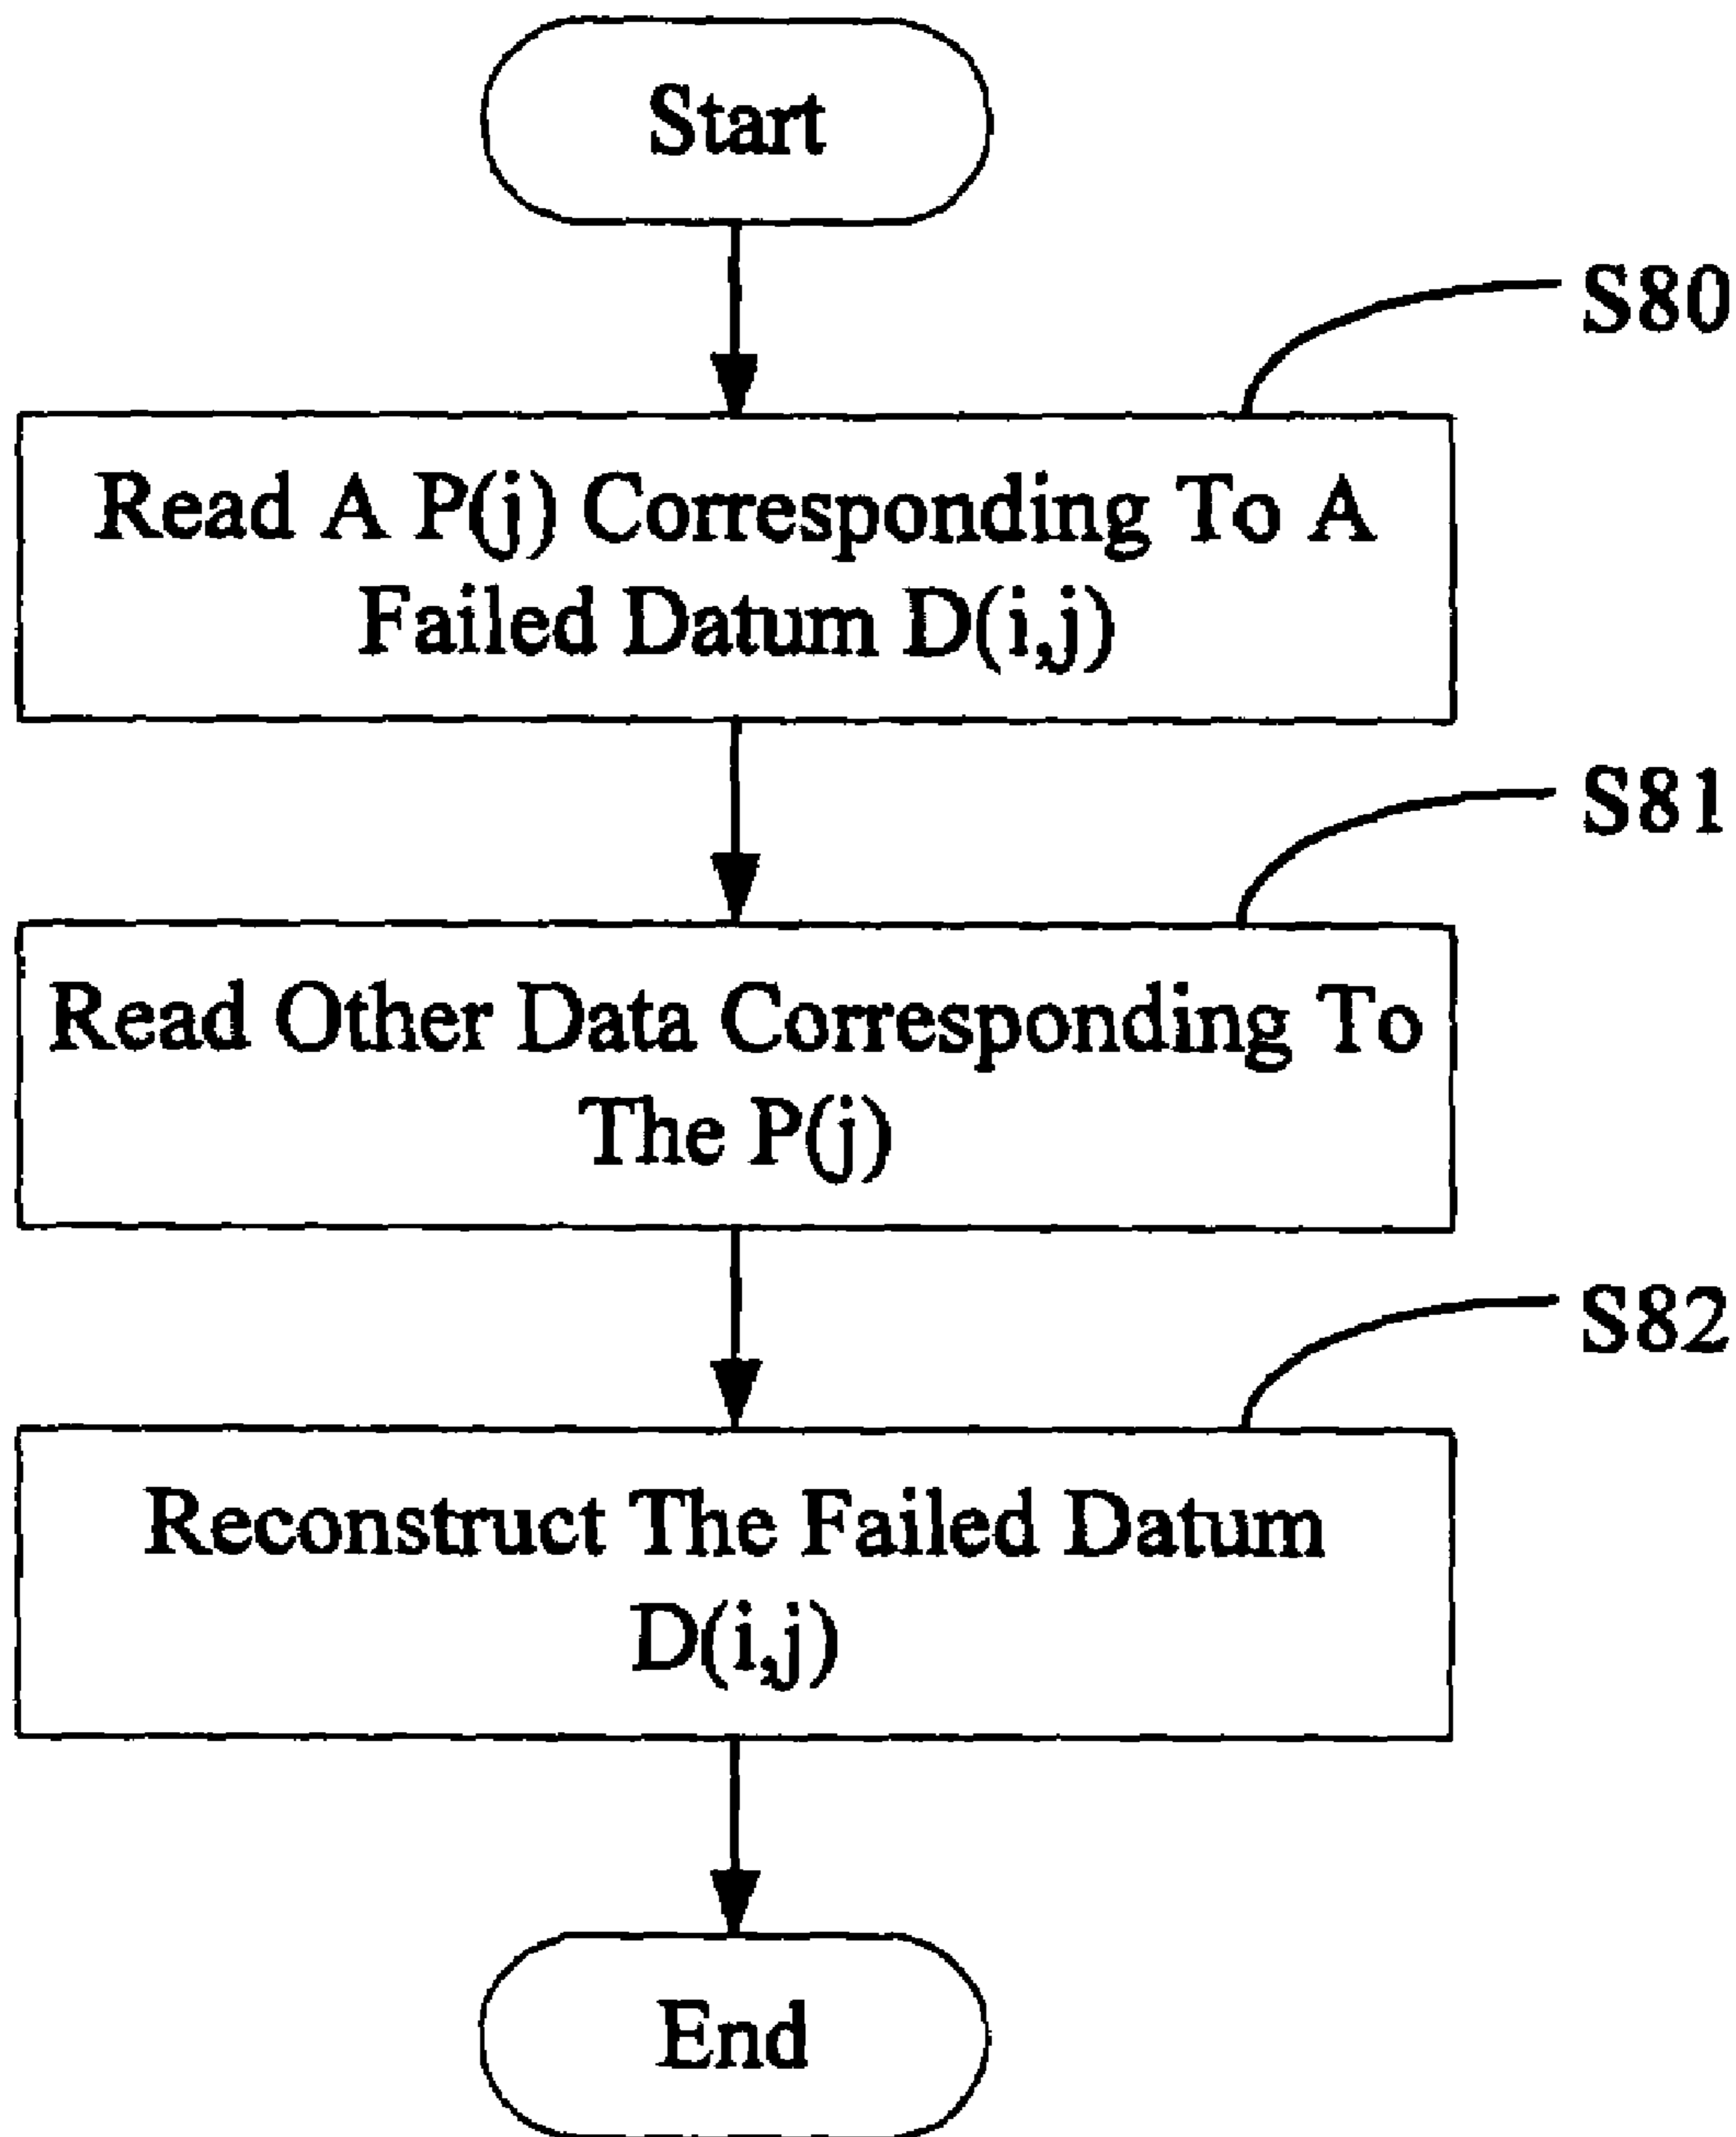 Start
S80
Read A P(j) Corresponding To A
Failed Datum D(i,j)
S81
Read Other Data Corresponding To
The P(j)
S82
Reconstruct The Failed Datum
D(i,j)
End